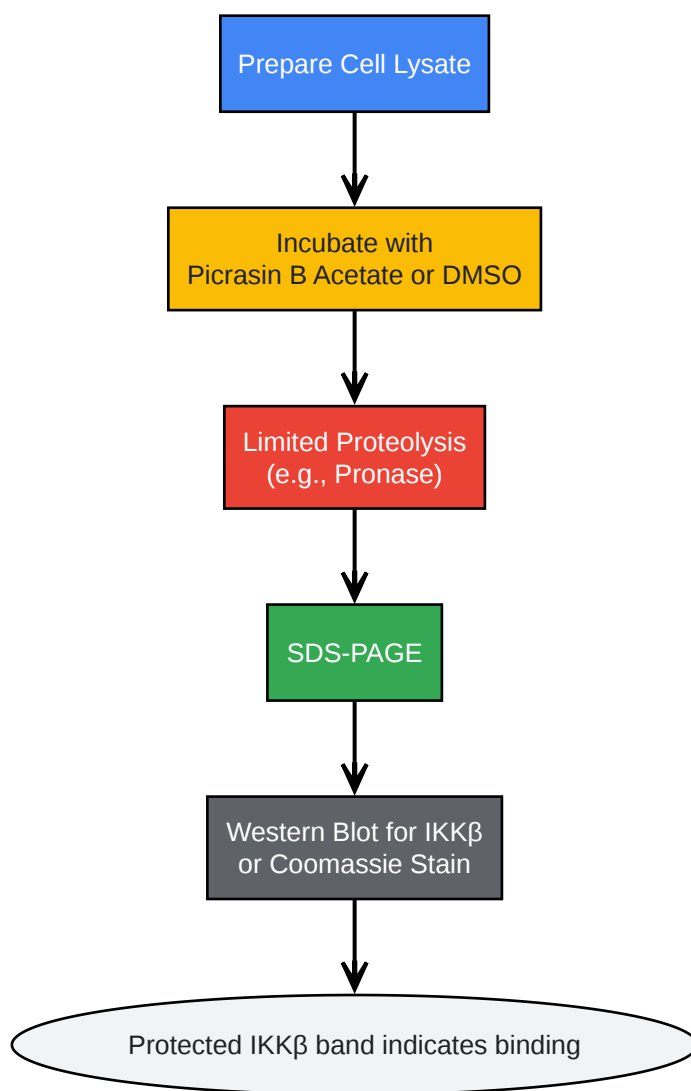 Prepare Cell Lysate
Incubate with
Picrasin B Acetate or DMSO
Limited Proteolysis
(e.g., Pronase)
SDS-PAGE
Western Blot for IKKβ
or Coomassie Stain
Protected IKKβ band indicates binding